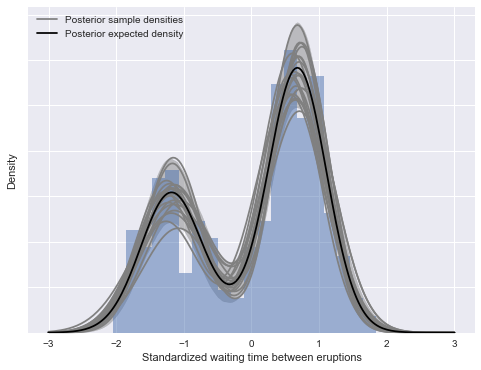 Posterior sample densities
Posterior expected density
Density
−3 −2 −1 0 1 2 3
Standardized waiting time between eruptions